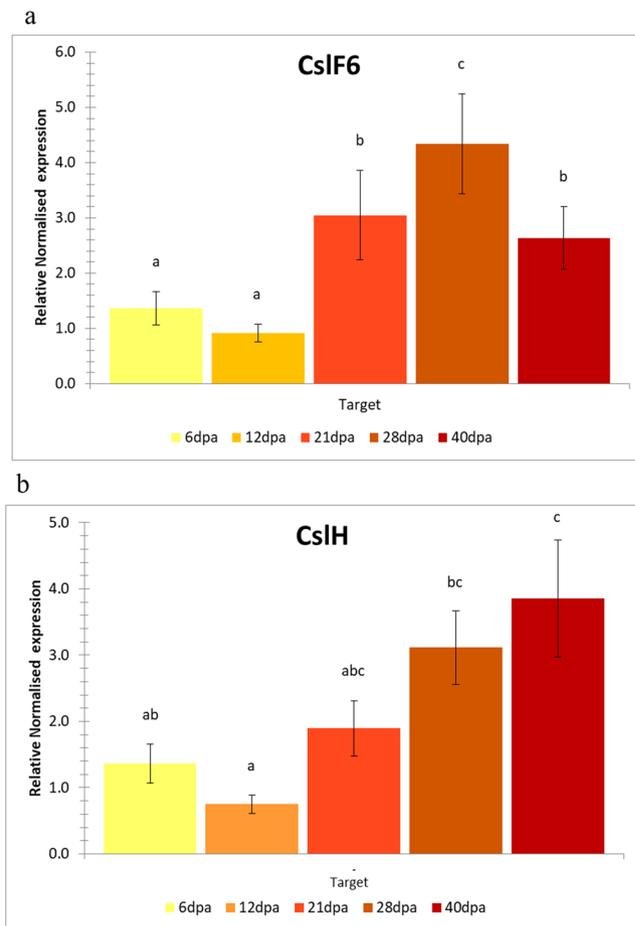 a
CslF6
6.0
5.0
4.0
3.0
2.0
1.0
0.0
Relative Normalised expression
a
a
b
c
b
Target
6dpa 12dpa 21dpa 28dpa 40dpa
b
CslH
5.0
4.0
3.0
2.0
1.0
0.0
Relative Normalised expression
ab
a
abc
bc
c
Target
6dpa 12dpa 21dpa 28dpa 40dpa